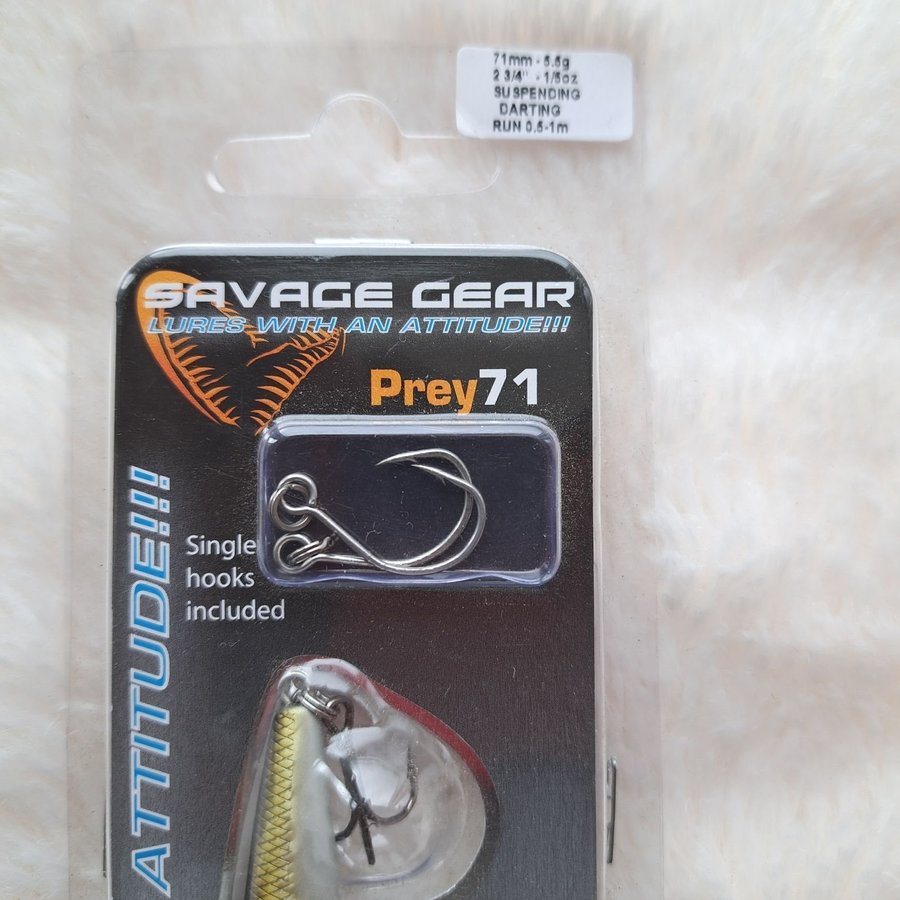 71mm - 5.5g
2 3/4" - 1/5oz
SUSPENDING
DARTING
RUN 0.5-1m
SAVAGE GEAR
LURES WITH AN ATTITUDE!!!
Prey71
Single
hooks
included
ATTITUDE!!!